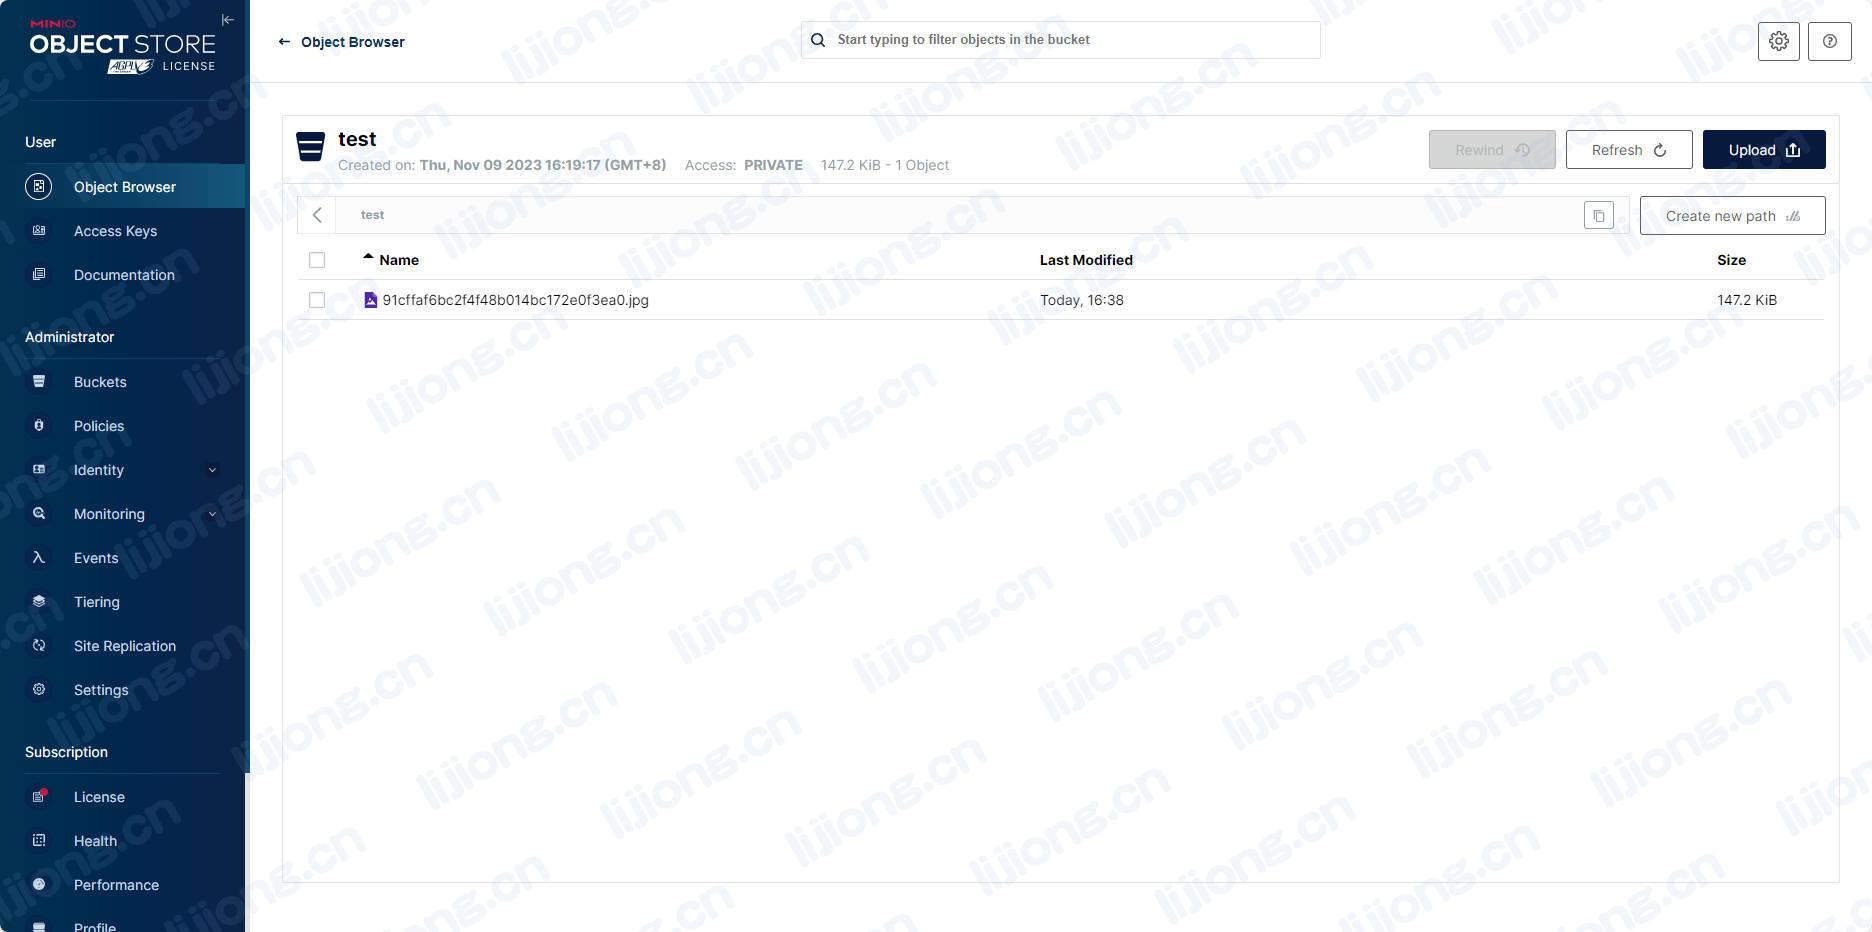 MINIO
OBJECT STORE
AGPLV3 LICENSE
User
Object Browser
Access Keys
Documentation
Administrator
Buckets
Policies
Identity
Monitoring
Events
Tiering
Site Replication
Settings
Subscription
License
Health
Performance
Profile
← Object Browser
Start typing to filter objects in the bucket
test
Created on: Thu, Nov 09 2023 16:19:17 (GMT+8) Access: PRIVATE 147.2 KiB - 1 Object
Rewind
Refresh
Upload
test
Create new path
Name Last Modified Size
91cffaf6bc2f4f48b014bc172e0f3ea0.jpg Today, 16:38 147.2 KiB
lijiong.cn